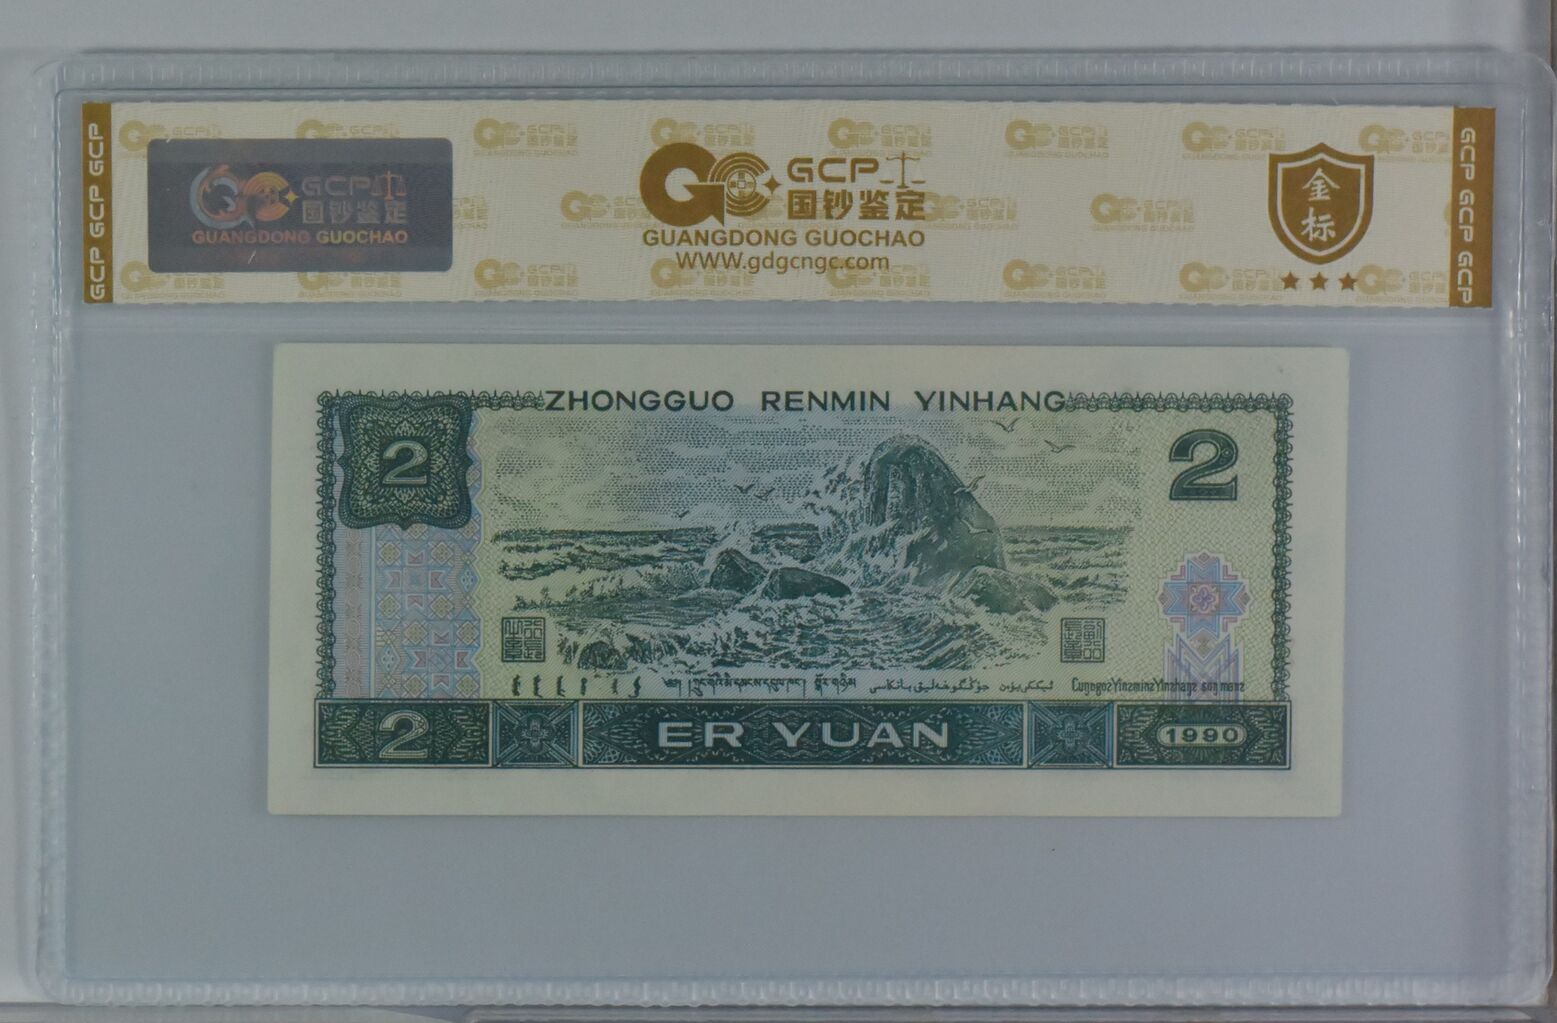 GCP GCP GCP
GCP
国钞鉴定
GUANGDONG GUOCHAO
GCP
国钞鉴定
GUANGDONG GUOCHAO
WWW.gdgcngc.com
金
标
GCP GCP GCP
ZHONGGUO RENMIN YINHANG
2
2
2
ER YUAN
1990